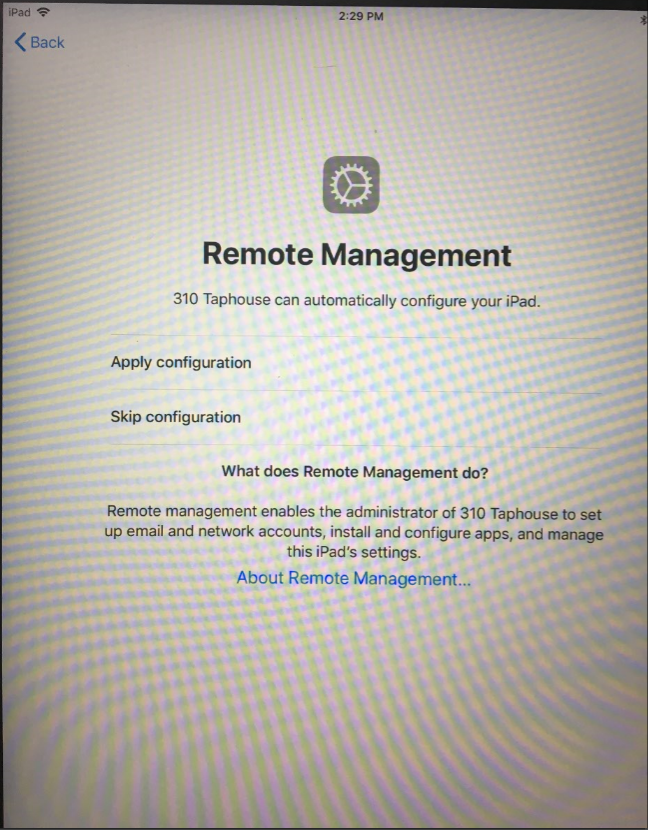 iPad
2:29 PM
Back
Remote Management
310 Taphouse can automatically configure your iPad.
Apply configuration
Skip configuration
What does Remote Management do?
Remote management enables the administrator of 310 Taphouse to set
up email and network accounts, install and configure apps, and manage
this iPad's settings.
About Remote Management...